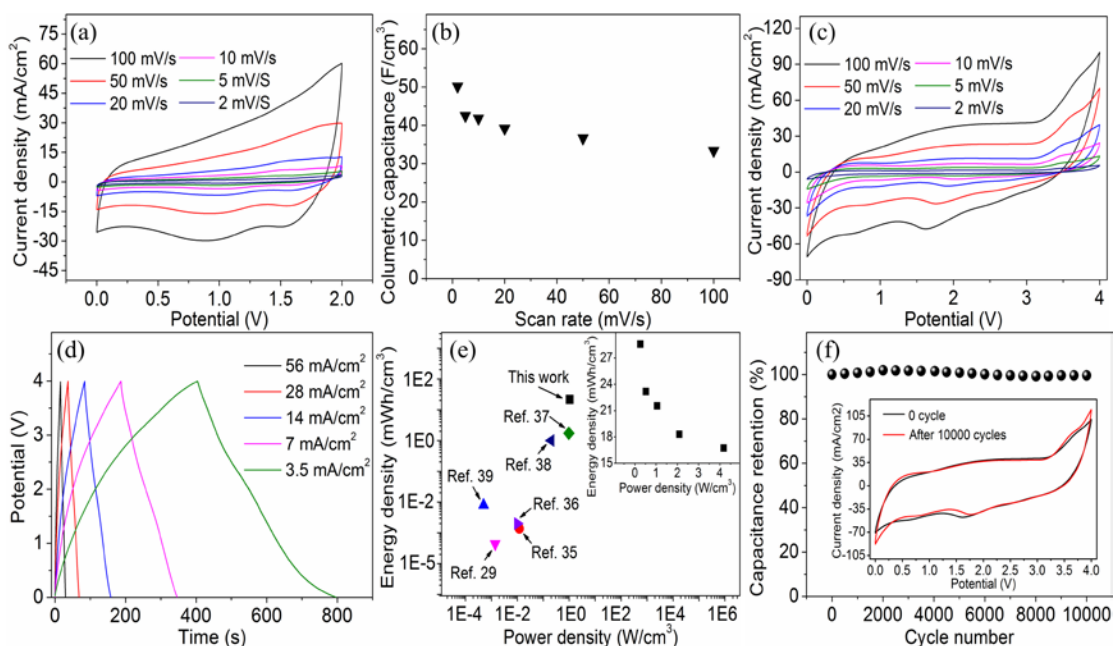 (a)
100 mV/s
50 mV/s
20 mV/s
10 mV/s
5 mV/S
2 mV/S
Current density (mA/cm²)
60
45
30
15
0
-15
-30
-45
0.0 0.5 1.0 1.5 2.0
Potential (V)
(b)
Columetric capacitance (F/cm³)
60
50
40
30
20
10
0
0 20 40 60 80 100
Scan rate (mV/s)
(c)
100 mV/s
50 mV/s
20 mV/s
10 mV/s
5 mV/s
2 mV/s
Current density (mA/cm²)
120
90
60
30
0
-30
-60
-90
0 1 2 3 4
Potential (V)
(d)
56 mA/cm²
28 mA/cm²
14 mA/cm²
7 mA/cm²
3.5 mA/cm²
Potential (V)
5
4
3
2
1
0
0 200 400 600 800
Time (s)
(e)
Energy density (mWh/cm³)
1E2
1E0
1E-2
1E-5
This work
Ref. 37
Ref. 38
Ref. 39
Ref. 36
Ref. 35
Ref. 29
1E-4 1E-2 1E0 1E2 1E4 1E6
Power density (W/cm³)
Energy density (mWh/cm³)
27
24
21
18
15
0 1 2 3 4 5
Power density (W/cm³)
(f)
Capacitance retention (%)
120
100
80
60
40
20
0
0 2000 4000 6000 8000 10000
Cycle number
0 cycle
After 10000 cycles
Current density (mA/cm2)
105
70
35
0
-35
-70
-105
0.0 0.5 1.0 1.5 2.0 2.5 3.0 3.5 4.0
Potential (V)